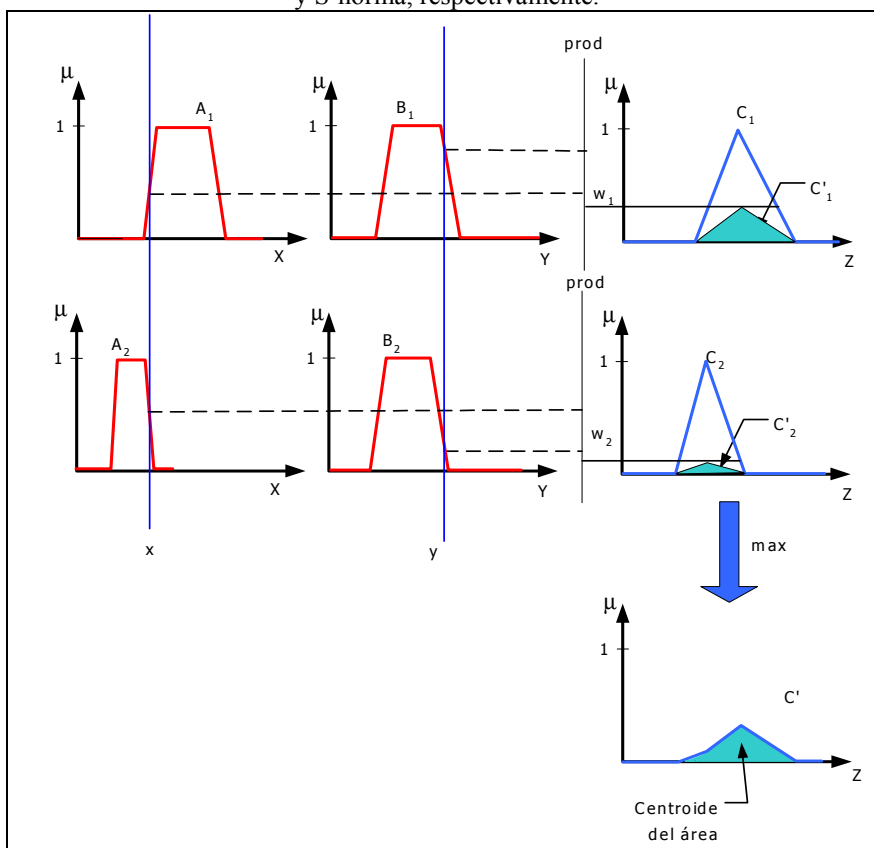 y S-norma, respectivamente.
prod
μ
A1
1
X
μ
B1
1
Y
w1
μ
C1
1
C'1
Z
prod
μ
A2
1
X
x
μ
B2
1
Y
y
w2
μ
C2
1
C'2
Z
max
μ
1
C'
Z
Centroide
del área